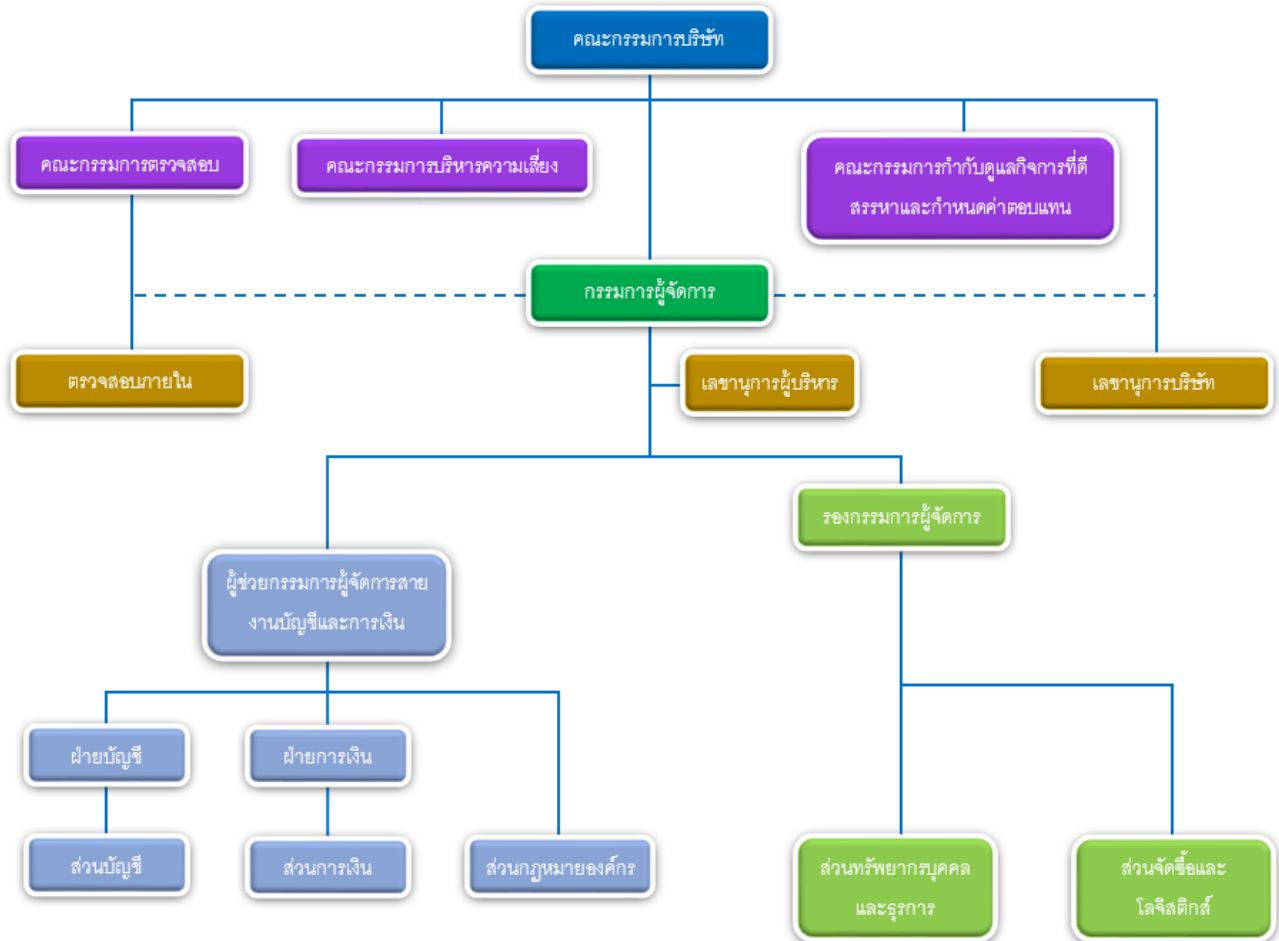 คณะกรรมการบริษัท
คณะกรรมการตรวจสอบ
คณะกรรมการบริหารความเสี่ยง
คณะกรรมการกำกับดูแลกิจการที่ดี
สรรหาและกำหนดค่าตอบแทน
กรรมการผู้จัดการ
ตรวจสอบภายใน
เลขานุการผู้บริหาร
เลขานุการบริษัท
รองกรรมการผู้จัดการ
ผู้ช่วยกรรมการผู้จัดการสาย
งานบัญชีและการเงิน
ฝ่ายบัญชี
ฝ่ายการเงิน
ส่วนบัญชี
ส่วนการเงิน
ส่วนกฎหมายองค์กร
ส่วนทรัพยากรบุคคล
และธุรการ
ส่วนจัดซื้อและ
โลจิสติกส์